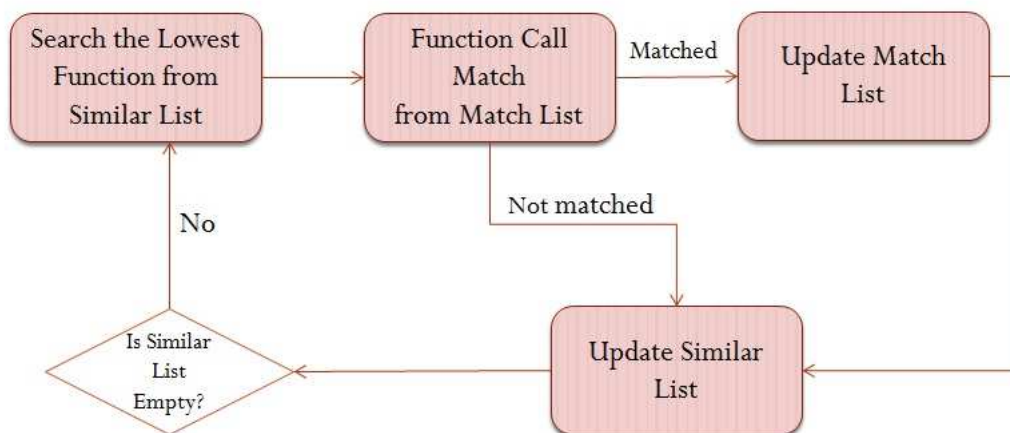 Search the Lowest
Function from
Similar List
Function Call
Match
from Match List
Matched
Update Match
List
Not matched
No
Is Similar
List
Empty?
Update Similar
List